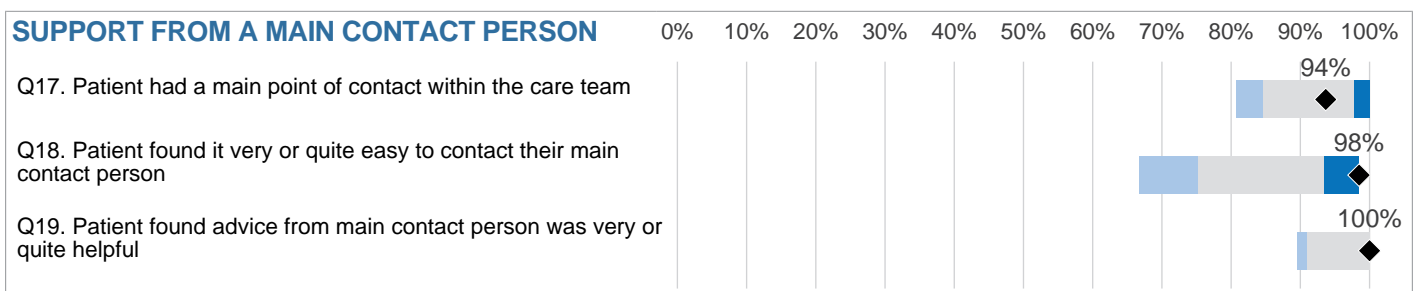 SUPPORT FROM A MAIN CONTACT PERSON 0% 10% 20% 30% 40% 50% 60% 70% 80% 90% 100%
Q17. Patient had a main point of contact within the care team
94%
Q18. Patient found it very or quite easy to contact their main
contact person
98%
Q19. Patient found advice from main contact person was very or
quite helpful
100%